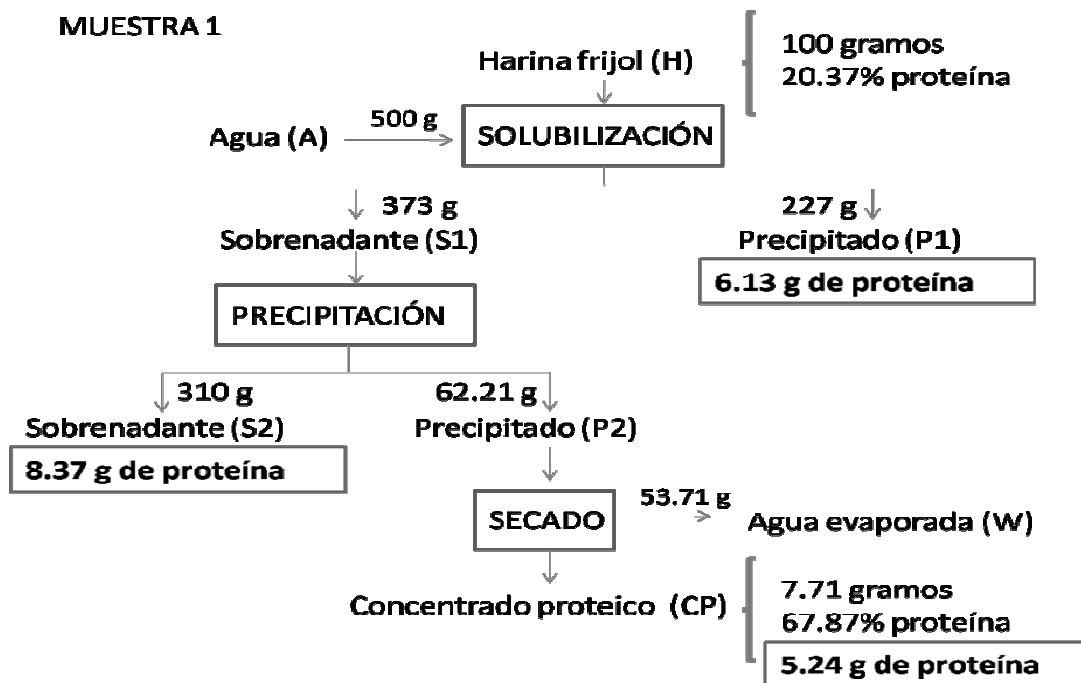 MUESTRA 1
Harina frijol (H)
100 gramos
20.37% proteína
Agua (A)
500 g
SOLUBILIZACIÓN
373 g
Sobrenadante (S1)
227 g
Precipitado (P1)
6.13 g de proteína
PRECIPITACIÓN
310 g
Sobrenadante (S2)
8.37 g de proteína
62.21 g
Precipitado (P2)
SECADO
53.71 g
Agua evaporada (W)
Concentrado proteico (CP)
7.71 gramos
67.87% proteína
5.24 g de proteína